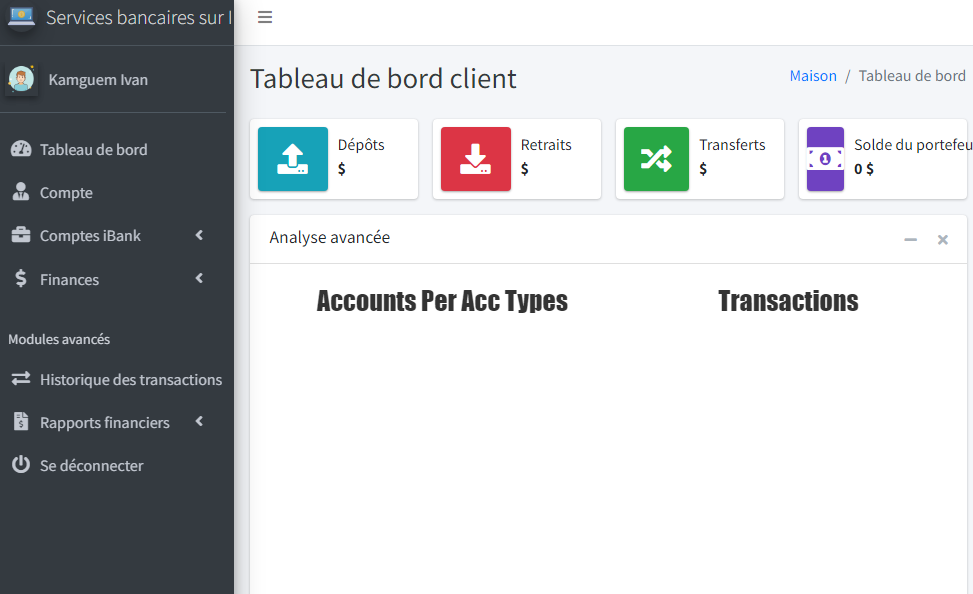 Services bancaires sur
Kamguem Ivan
Tableau de bord
Compte
Comptes iBank
Finances
Modules avancés
Historique des transactions
Rapports financiers
Se déconnecter
Tableau de bord client
Maison / Tableau de bord
Dépôts
$
Retraits
$
Transferts
$
Solde du portefeu
0 $
Analyse avancée
Accounts Per Acc Types
Transactions